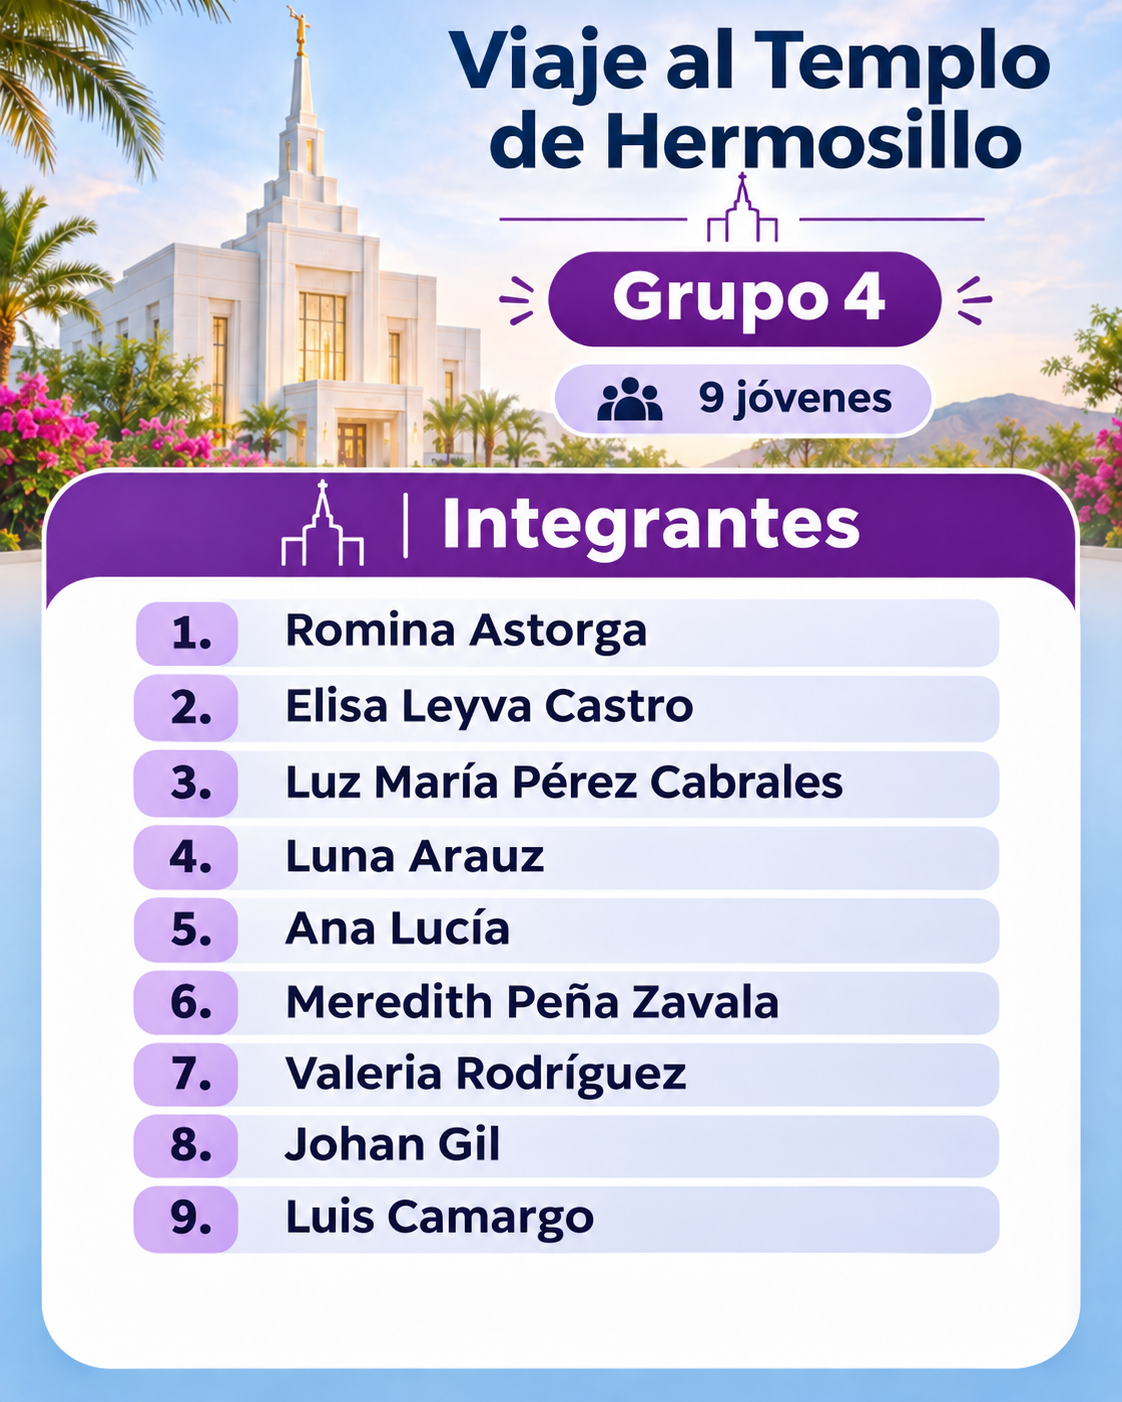 Viaje al Templo
de Hermosillo
Grupo 4
9 jóvenes
Integrantes
1. Romina Astorga
2. Elisa Leyva Castro
3. Luz María Pérez Cabrales
4. Luna Arauz
5. Ana Lucía
6. Meredith Peña Zavala
7. Valeria Rodríguez
8. Johan Gil
9. Luis Camargo